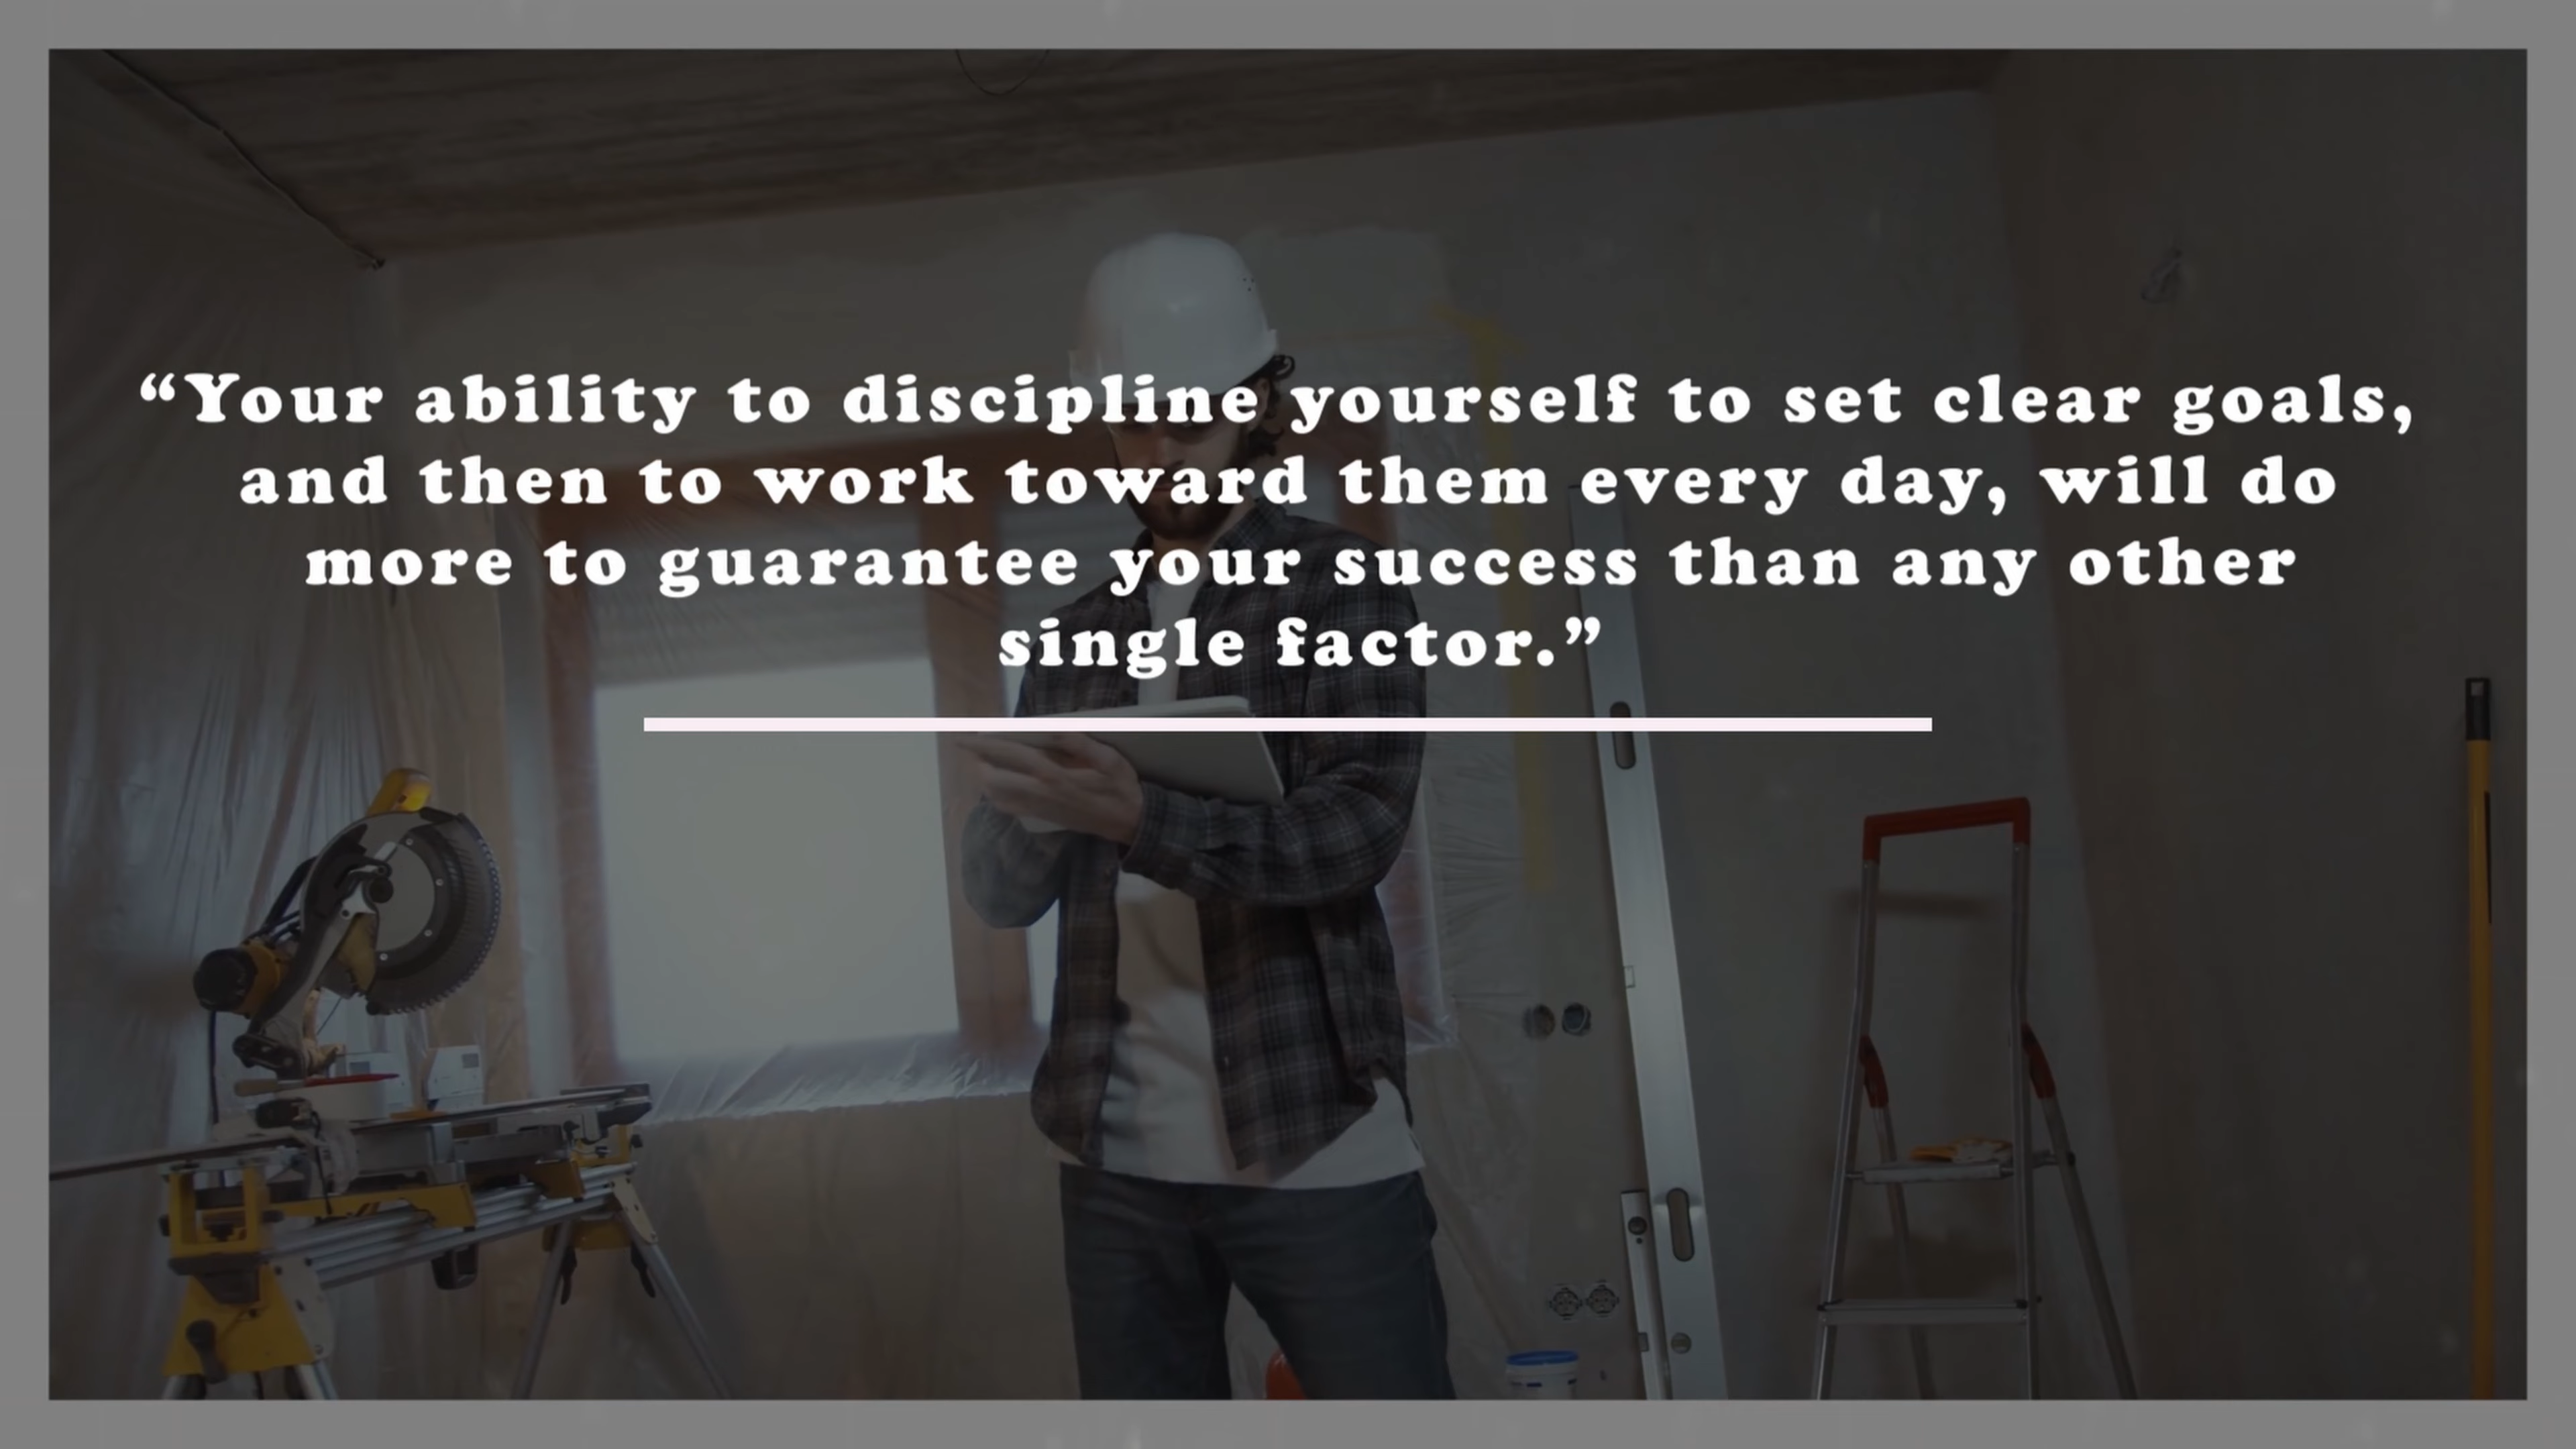 “Your ability to discipline yourself to set clear goals,
and then to work toward them every day, will do
more to guarantee your success than any other
single factor.”